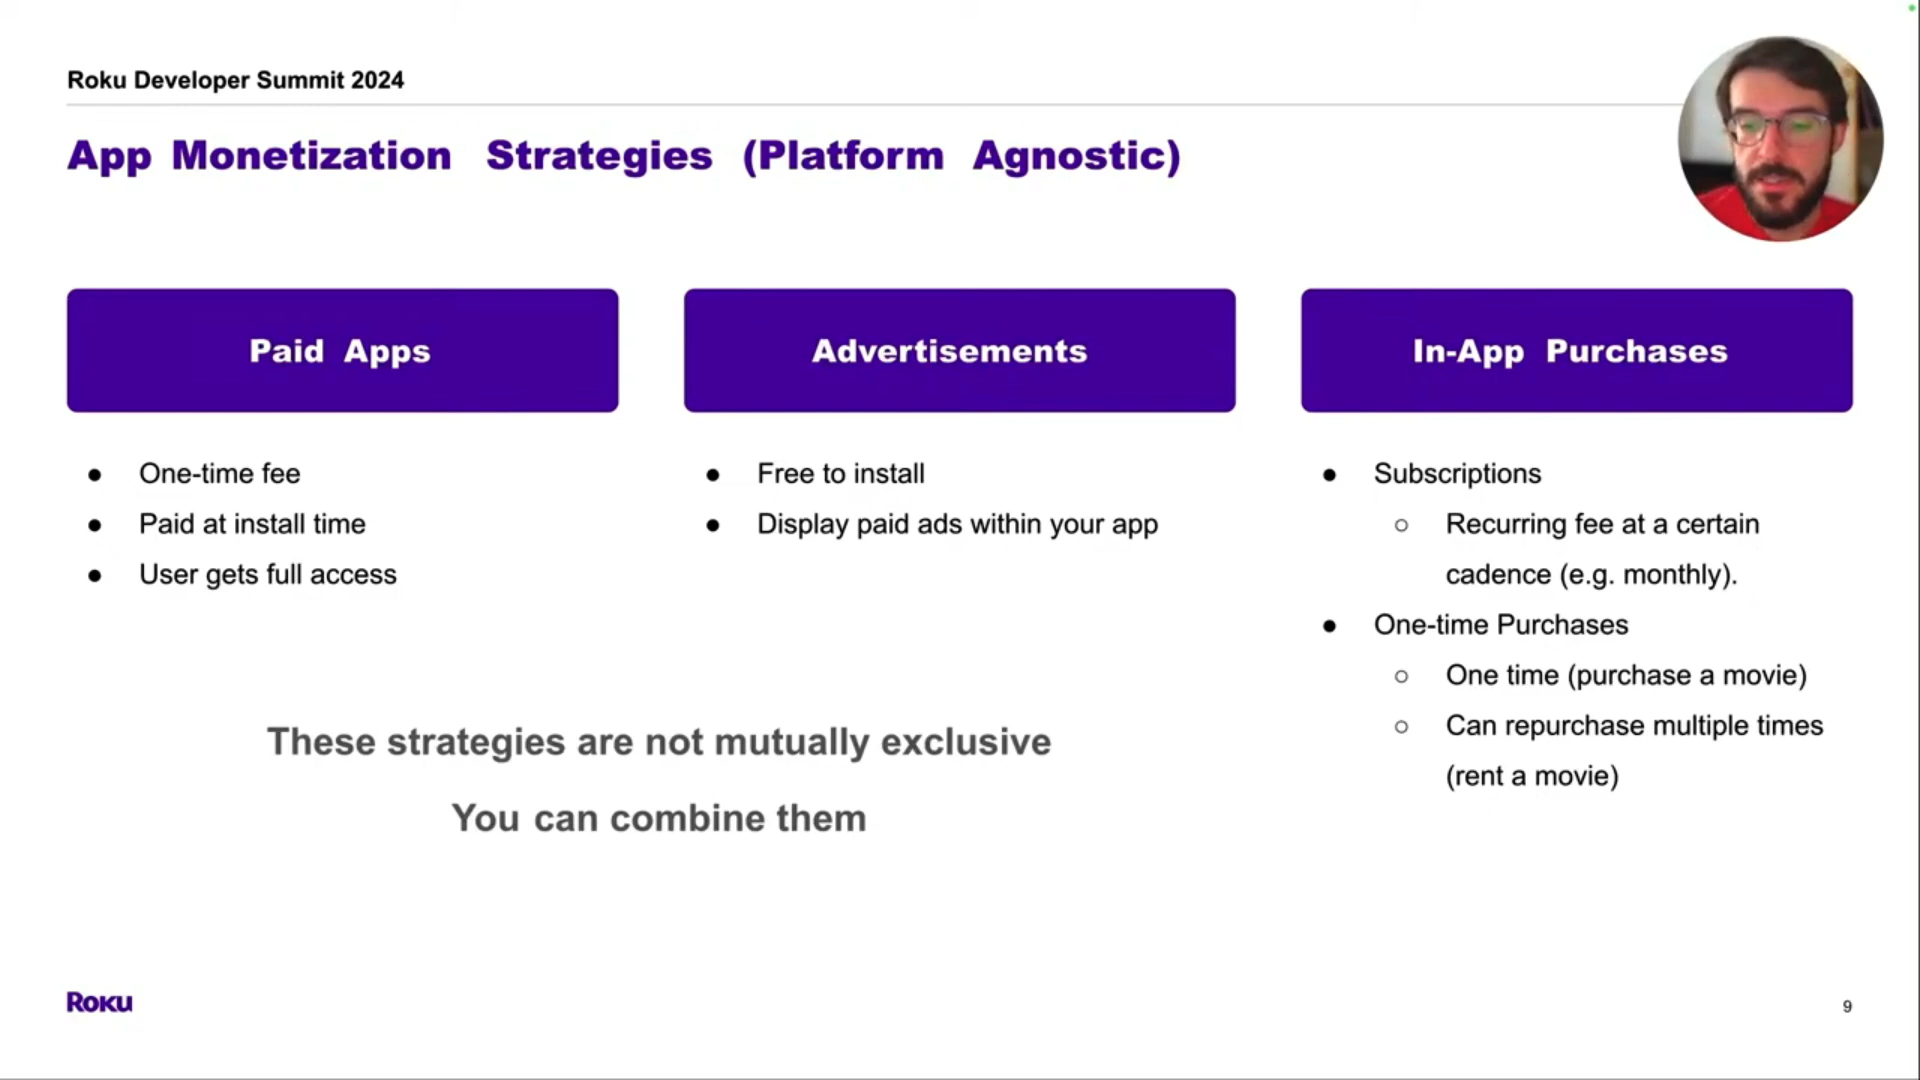 Roku Developer Summit 2024
App Monetization Strategies (Platform Agnostic)
Paid Apps
One-time fee
Paid at install time
User gets full access
Advertisements
Free to install
Display paid ads within your app
In-App Purchases
Subscriptions
Recurring fee at a certain
cadence (e.g. monthly).
One-time Purchases
One time (purchase a movie)
Can repurchase multiple times
(rent a movie)
These strategies are not mutually exclusive
You can combine them
Roku
9